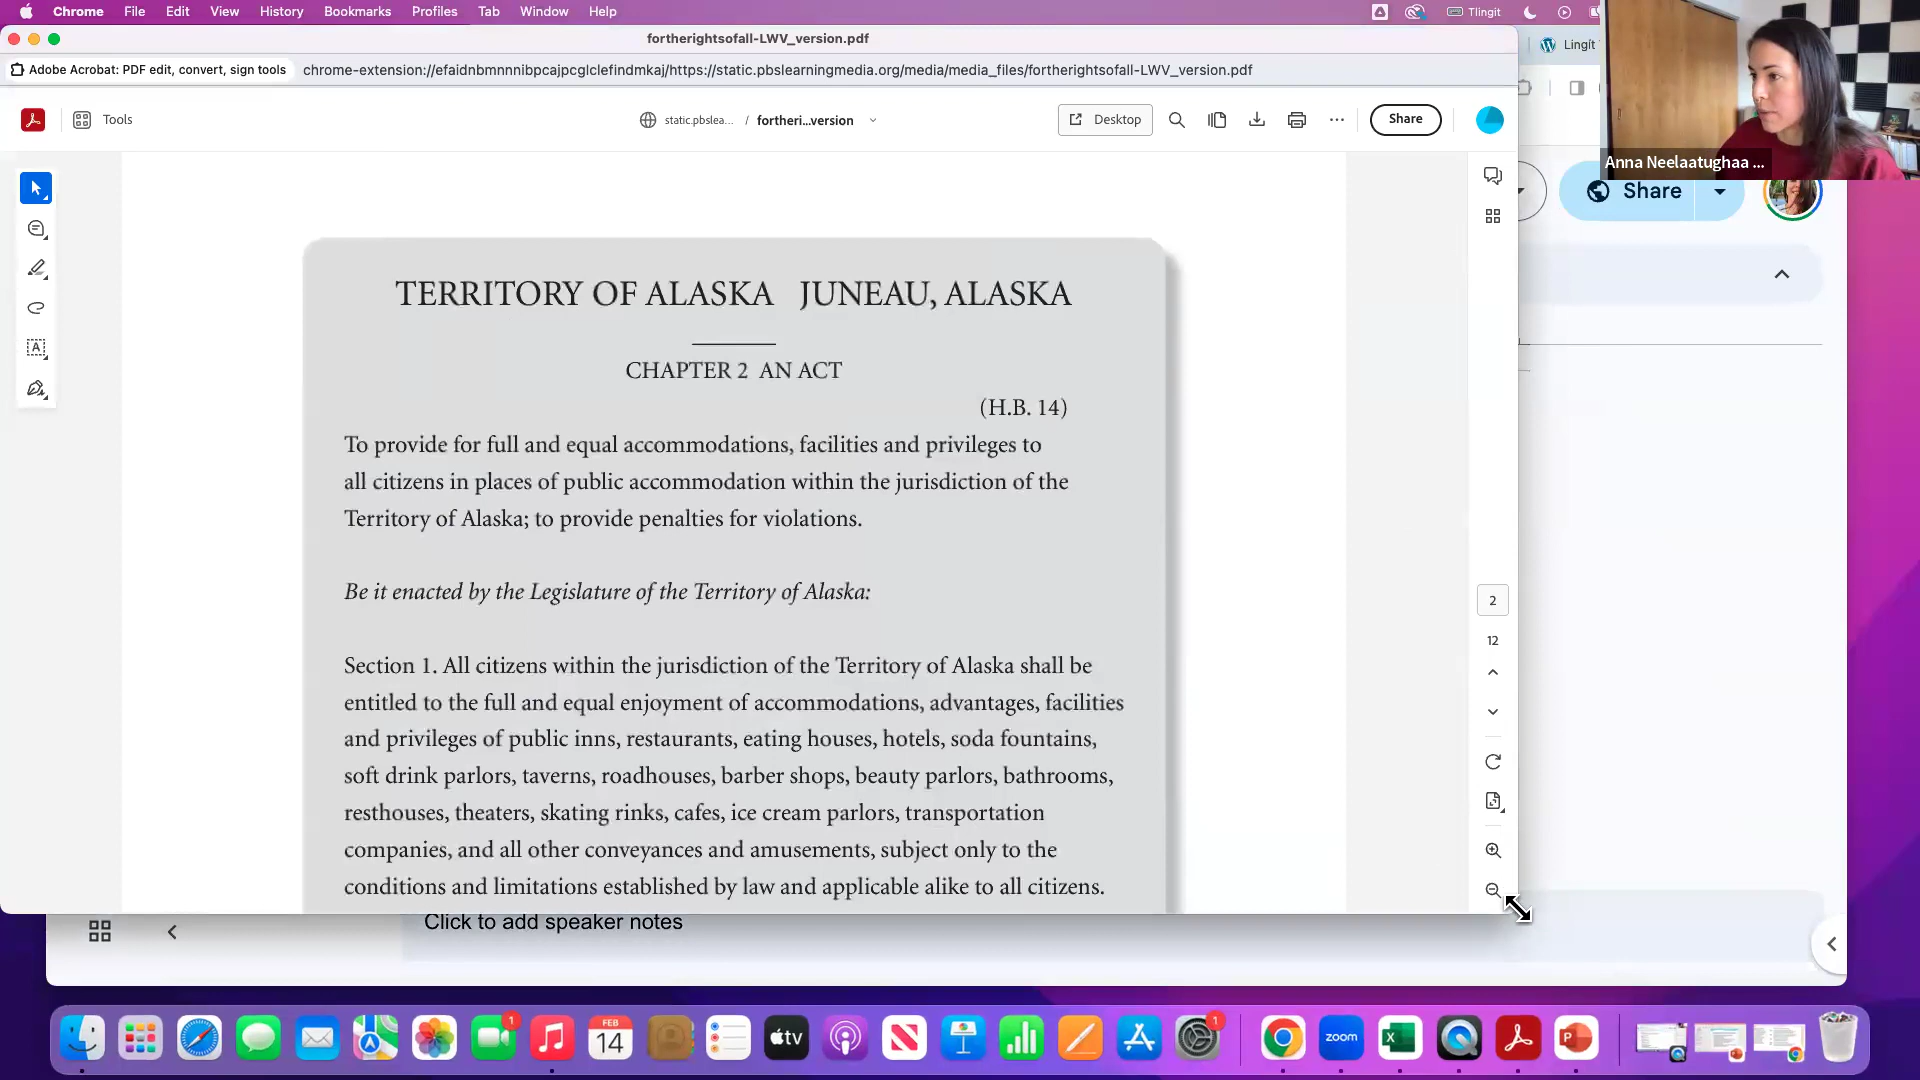 Chrome File Edit View History Bookmarks Profiles Tab Window Help Tlingit
fortherightsofall-LWV_version.pdf
Adobe Acrobat: PDF edit, convert, sign tools chrome-extension://efaidnbmnnnibpcajpcglclefindmkaj/https://static.pbslearningmedia.org/media/media_files/fortherightsofall-LWV_version.pdf
Lingít
Tools static.pbslea... / fortheri...version Desktop Share
Anna Neelaatughaa ...
Share
TERRITORY OF ALASKA JUNEAU, ALASKA
CHAPTER 2 AN ACT
(H.B. 14)
To provide for full and equal accommodations, facilities and privileges to
all citizens in places of public accommodation within the jurisdiction of the
Territory of Alaska; to provide penalties for violations.
Be it enacted by the Legislature of the Territory of Alaska:
Section 1. All citizens within the jurisdiction of the Territory of Alaska shall be
entitled to the full and equal enjoyment of accommodations, advantages, facilities
and privileges of public inns, restaurants, eating houses, hotels, soda fountains,
soft drink parlors, taverns, roadhouses, barber shops, beauty parlors, bathrooms,
resthouses, theaters, skating rinks, cafes, ice cream parlors, transportation
companies, and all other conveyances and amusements, subject only to the
conditions and limitations established by law and applicable alike to all citizens.
2
12
Click to add speaker notes
1
FEB
14
tv
1
zoom